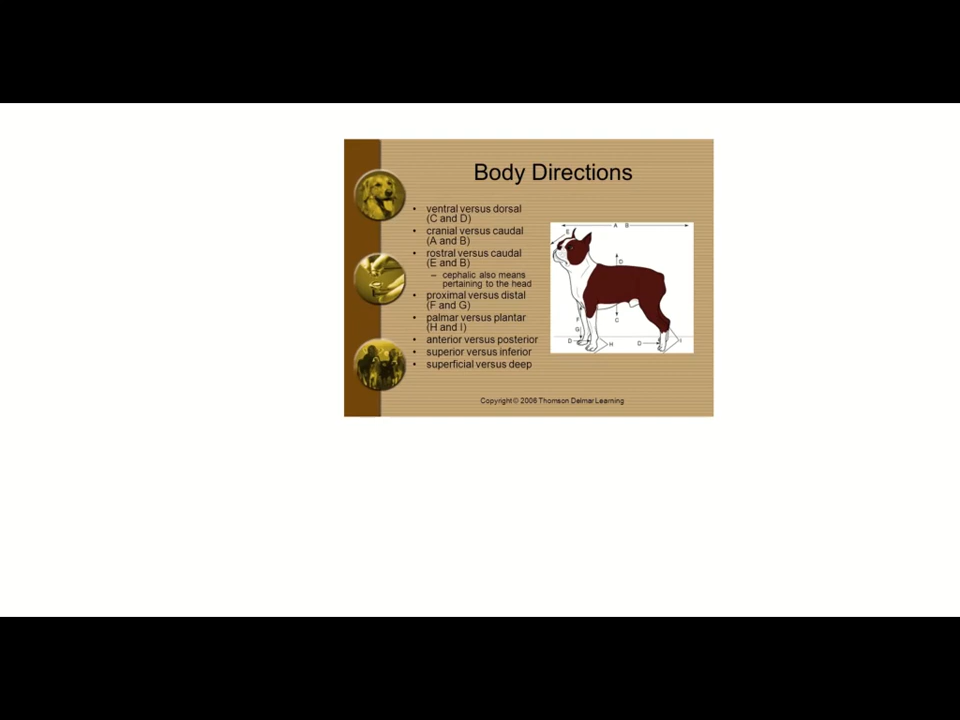 Body Directions
• ventral versus dorsal
(C and D)
• cranial versus caudal
(A and B)
• rostral versus caudal
(E and B)
– cephalic also means
pertaining to the head
• proximal versus distal
(F and G)
• palmar versus plantar
(H and I)
• anterior versus posterior
• superior versus inferior
• superficial versus deep
A B
E
D
C
F
G
D H D I
Copyright © 2006 Thomson Delmar Learning